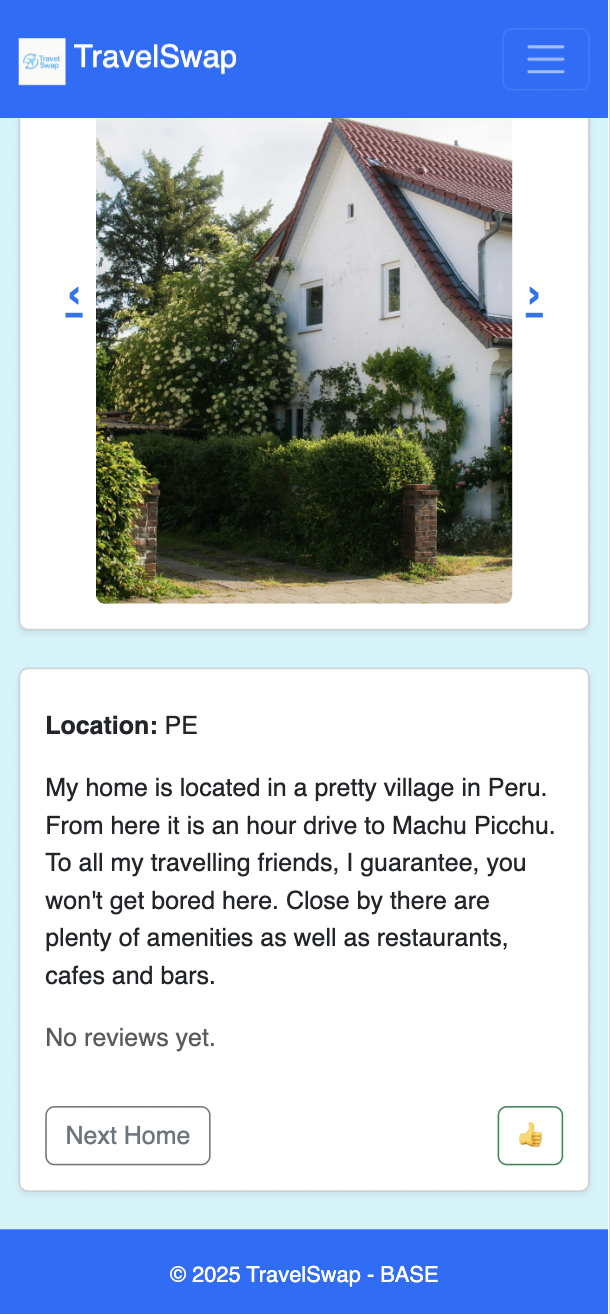 Travel
Swap
TravelSwap
‹
›
Location: PE
My home is located in a pretty village in Peru.
From here it is an hour drive to Machu Picchu.
To all my travelling friends, I guarantee, you
won't get bored here. Close by there are
plenty of amenities as well as restaurants,
cafes and bars.
No reviews yet.
Next Home
👍
© 2025 TravelSwap - BASE